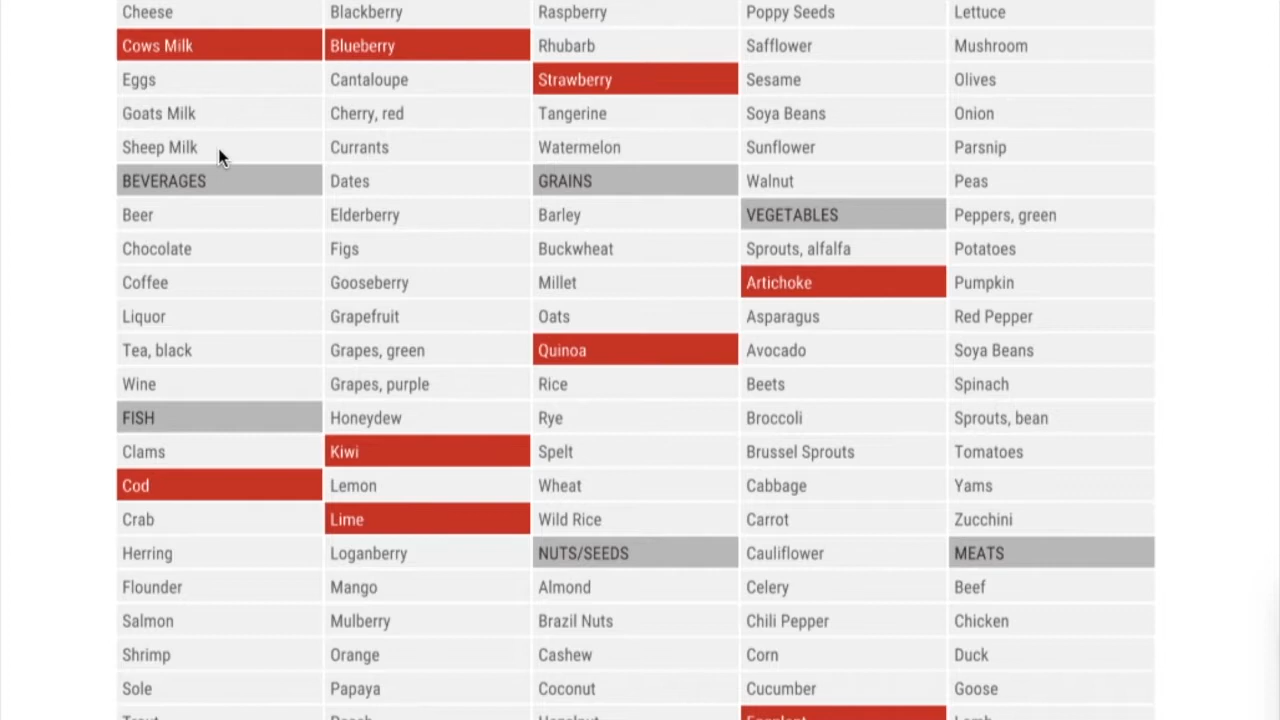 Cheese
Cows Milk
Eggs
Goats Milk
Sheep Milk
BEVERAGES
Beer
Chocolate
Coffee
Liquor
Tea, black
Wine
FISH
Clams
Cod
Crab
Herring
Flounder
Salmon
Shrimp
Sole
Blackberry
Blueberry
Cantaloupe
Cherry, red
Currants
Dates
Elderberry
Figs
Gooseberry
Grapefruit
Grapes, green
Grapes, purple
Honeydew
Kiwi
Lemon
Lime
Loganberry
Mango
Mulberry
Orange
Papaya
Raspberry
Rhubarb
Strawberry
Tangerine
Watermelon
GRAINS
Barley
Buckwheat
Millet
Oats
Quinoa
Rice
Rye
Spelt
Wheat
Wild Rice
NUTS/SEEDS
Almond
Brazil Nuts
Cashew
Coconut
Poppy Seeds
Safflower
Sesame
Soya Beans
Sunflower
Walnut
VEGETABLES
Sprouts, alfalfa
Artichoke
Asparagus
Avocado
Beets
Broccoli
Brussel Sprouts
Cabbage
Carrot
Cauliflower
Celery
Chili Pepper
Corn
Cucumber
Lettuce
Mushroom
Olives
Onion
Parsnip
Peas
Peppers, green
Potatoes
Pumpkin
Red Pepper
Soya Beans
Spinach
Sprouts, bean
Tomatoes
Yams
Zucchini
MEATS
Beef
Chicken
Duck
Goose